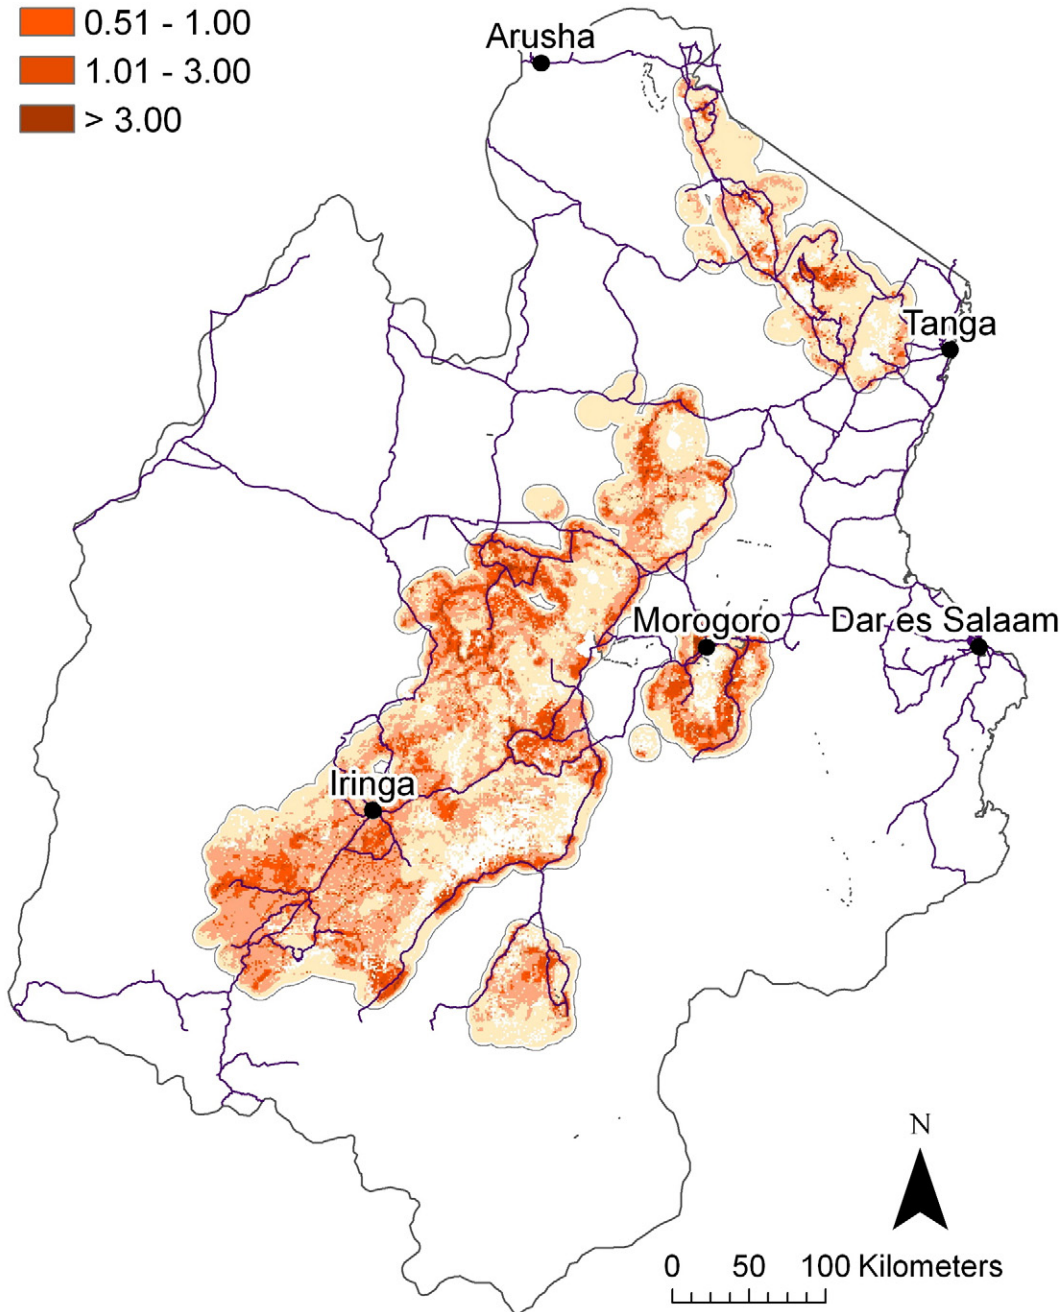 0.51 - 1.00
1.01 - 3.00
> 3.00
Arusha
Tanga
Morogoro
Dar es Salaam
Iringa
N
0 50 100 Kilometers